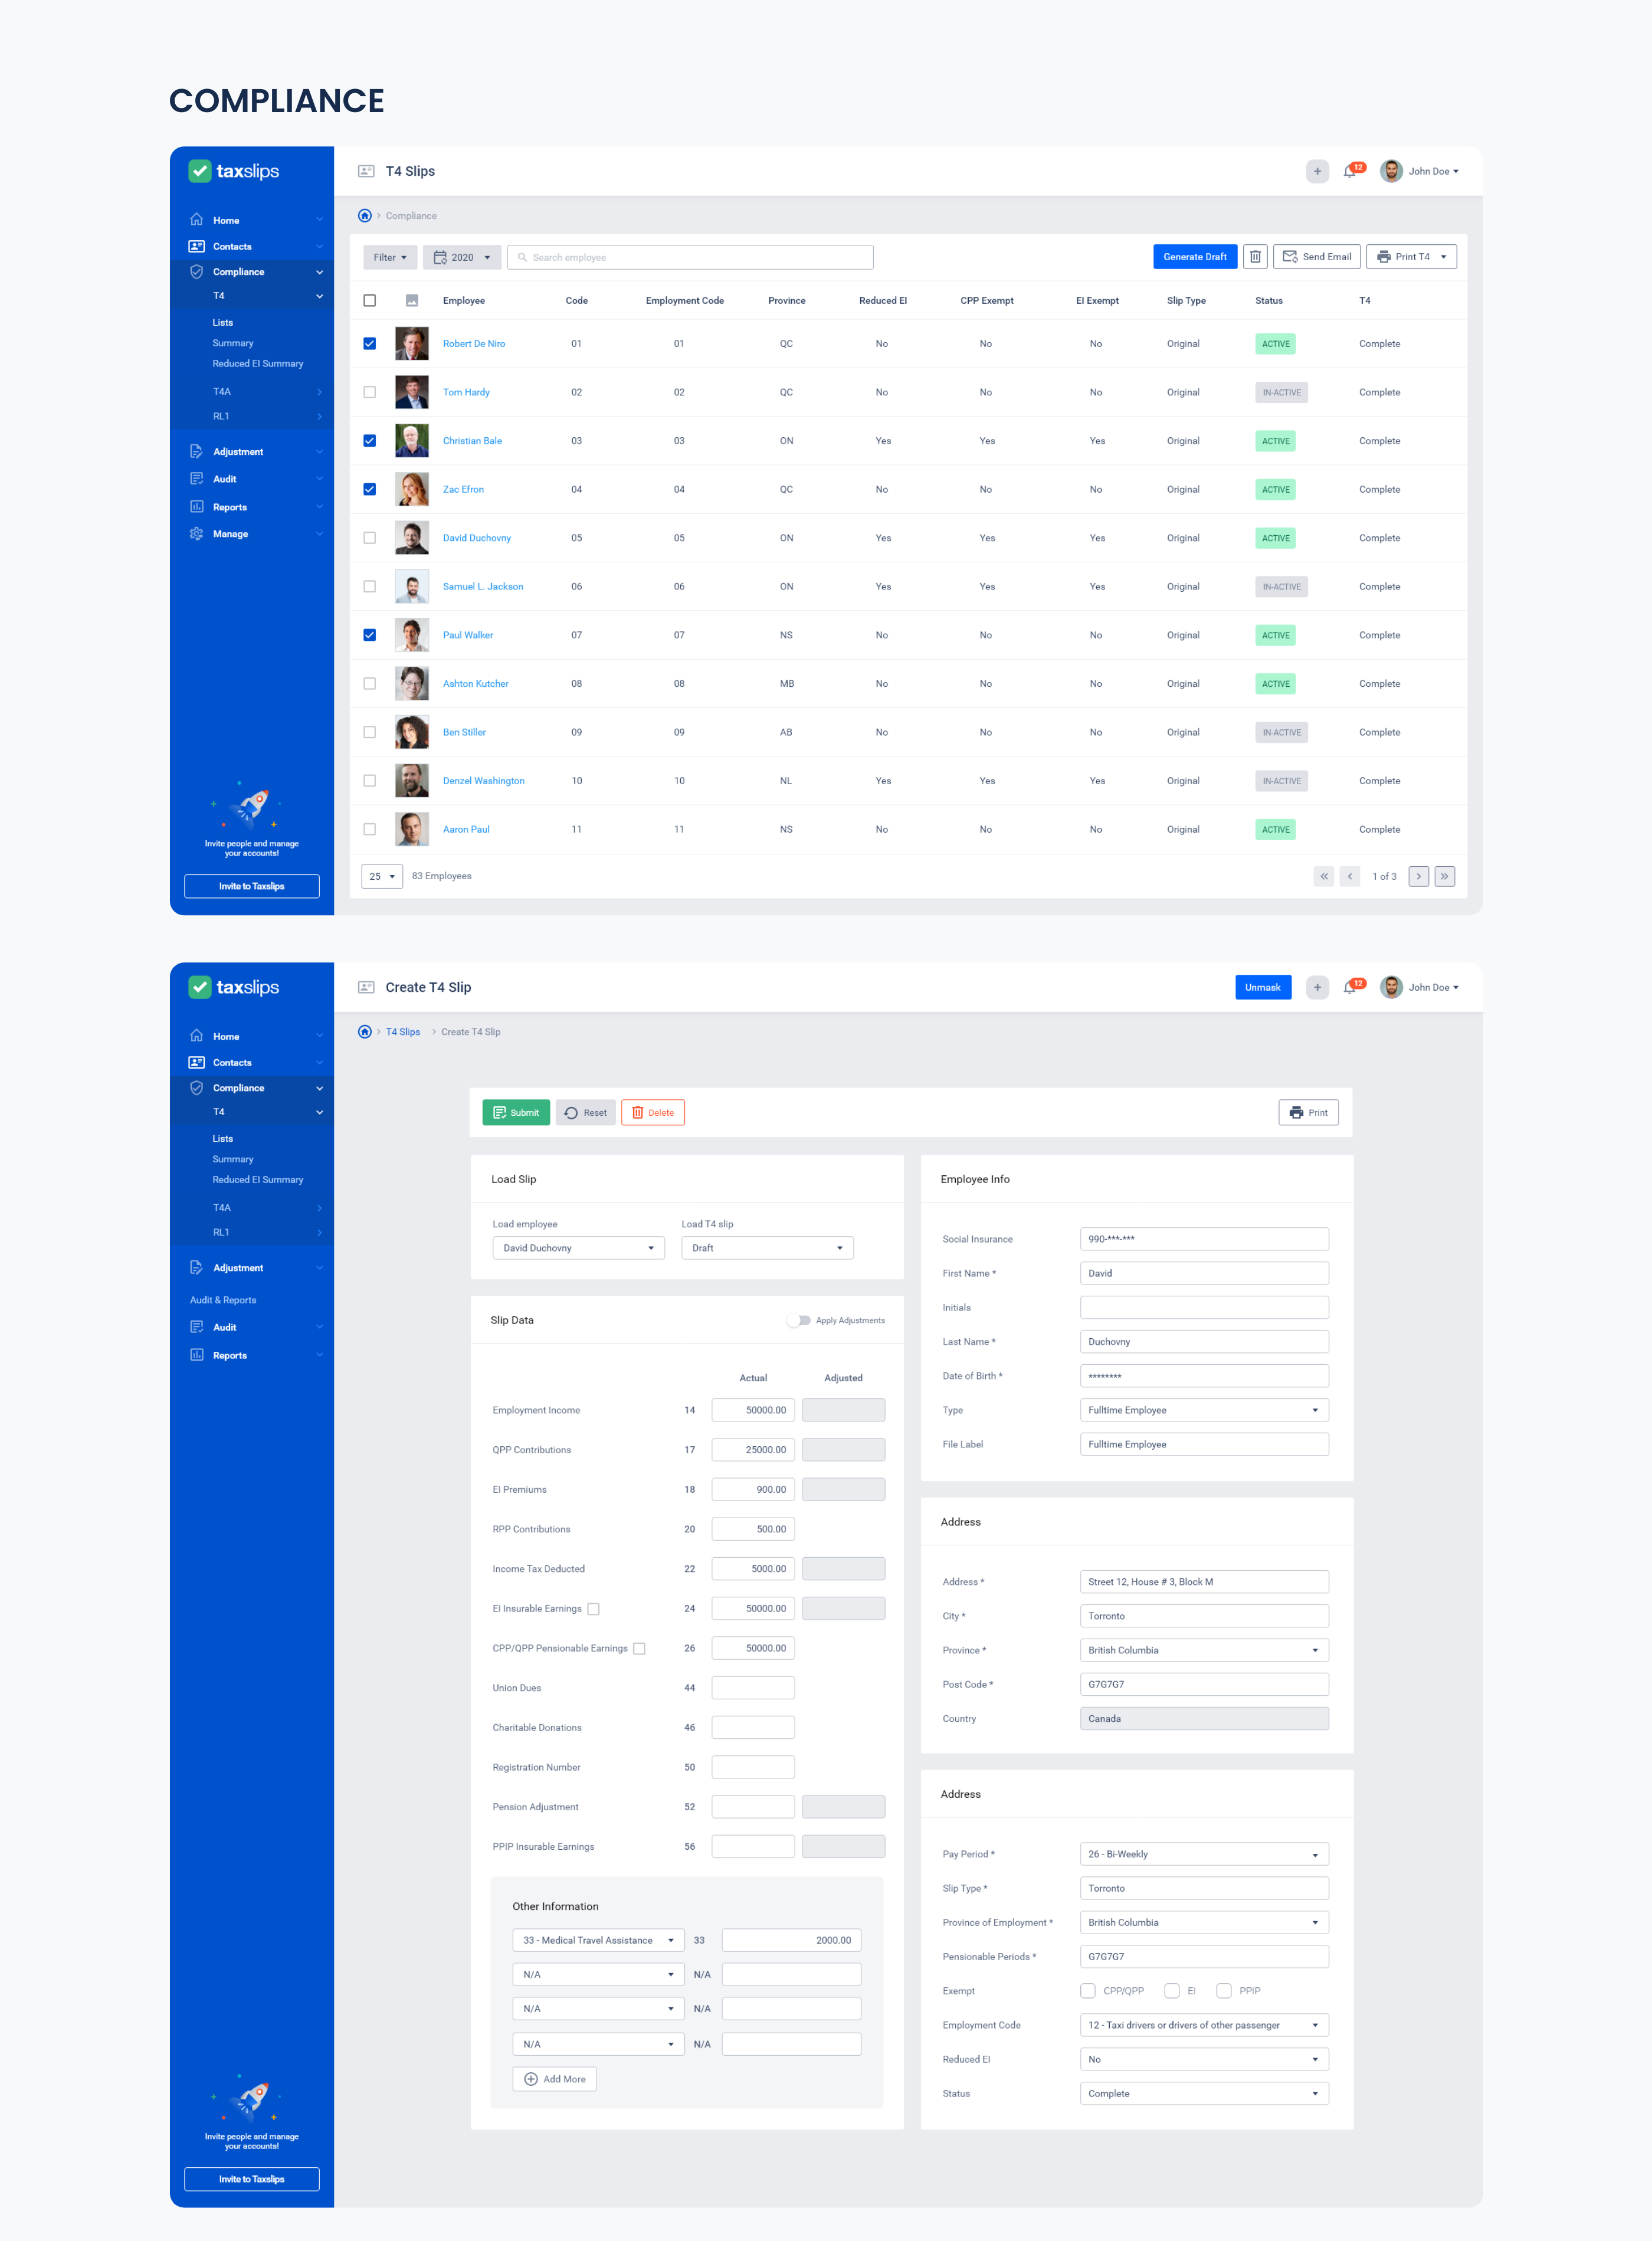 COMPLIANCE
taxslips
T4 Slips
12
John Doe
Home
Contacts
Compliance
T4
Lists
Summary
Reduced EI Summary
T4A
RL1
Adjustment
Audit
Reports
Manage
Invite people and manage
your accounts!
Invite to Taxslips
Compliance
Filter 2020 Search employee Generate Draft Send Email Print T4
Employee Code Employment Code Province Reduced EI CPP Exempt EI Exempt Slip Type Status T4
Robert De Niro 01 01 QC No No No Original ACTIVE Complete
Tom Hardy 02 02 QC No No No Original IN-ACTIVE Complete
Christian Bale 03 03 ON Yes Yes Yes Original ACTIVE Complete
Zac Efron 04 04 QC No No No Original ACTIVE Complete
David Duchovny 05 05 ON Yes Yes Yes Original ACTIVE Complete
Samuel L. Jackson 06 06 ON Yes Yes Yes Original IN-ACTIVE Complete
Paul Walker 07 07 NS No No No Original ACTIVE Complete
Ashton Kutcher 08 08 MB No No No Original ACTIVE Complete
Ben Stiller 09 09 AB No No No Original IN-ACTIVE Complete
Denzel Washington 10 10 NL Yes Yes Yes Original IN-ACTIVE Complete
Aaron Paul 11 11 NS No No No Original ACTIVE Complete
25 83 Employees 1 of 3
taxslips
Create T4 Slip
Unmask
12
John Doe
Home
Contacts
Compliance
T4
Lists
Summary
Reduced EI Summary
T4A
RL1
Adjustment
Audit & Reports
Audit
Reports
Invite people and manage
your accounts!
Invite to Taxslips
T4 Slips > Create T4 Slip
Submit Reset Delete Print
Load Slip
Load employee Load T4 slip
David Duchovny Draft
Slip Data Apply Adjustments
Actual Adjusted
Employment Income 14 50000.00
QPP Contributions 17 25000.00
EI Premiums 18 900.00
RPP Contributions 20 500.00
Income Tax Deducted 22 5000.00
EI Insurable Earnings 24 50000.00
CPP/QPP Pensionable Earnings 26 50000.00
Union Dues 44
Charitable Donations 46
Registration Number 50
Pension Adjustment 52
PPIP Insurable Earnings 56
Other Information
33 - Medical Travel Assistance 33 2000.00
N/A N/A
N/A N/A
N/A N/A
Add More
Employee Info
Social Insurance 990-***-***
First Name * David
Initials
Last Name * Duchovny
Date of Birth * ********
Type Fulltime Employee
File Label Fulltime Employee
Address
Address * Street 12, House # 3, Block M
City * Torronto
Province * British Columbia
Post Code * G7G7G7
Country Canada
Address
Pay Period * 26 - Bi-Weekly
Slip Type * Torronto
Province of Employment * British Columbia
Pensionable Periods * G7G7G7
Exempt CPP/QPP EI PPIP
Employment Code 12 - Taxi drivers or drivers of other passenger
Reduced EI No
Status Complete